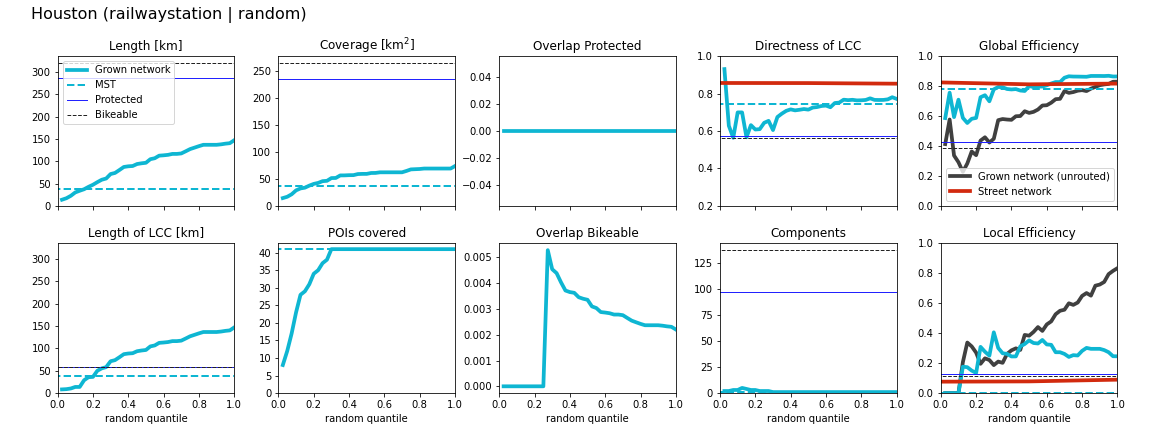 Houston (railwaystation | random)
Length [km]
Coverage [km²]
Overlap Protected
Directness of LCC
Global Efficiency
300
250
200
150
100
50
0
Grown network
MST
Protected
Bikeable
250
200
150
100
50
0
0.04
0.02
0.00
−0.02
−0.04
1.0
0.8
0.6
0.4
0.2
1.0
0.8
0.6
0.4
0.2
0.0
Grown network (unrouted)
Street network
Length of LCC [km]
POIs covered
Overlap Bikeable
Components
Local Efficiency
300
250
200
150
100
50
0
40
35
30
25
20
15
10
5
0
0.005
0.004
0.003
0.002
0.001
0.000
125
100
75
50
25
0
1.0
0.8
0.6
0.4
0.2
0.0
0.0 0.2 0.4 0.6 0.8 1.0
0.0 0.2 0.4 0.6 0.8 1.0
0.0 0.2 0.4 0.6 0.8 1.0
0.0 0.2 0.4 0.6 0.8 1.0
0.0 0.2 0.4 0.6 0.8 1.0
random quantile
random quantile
random quantile
random quantile
random quantile